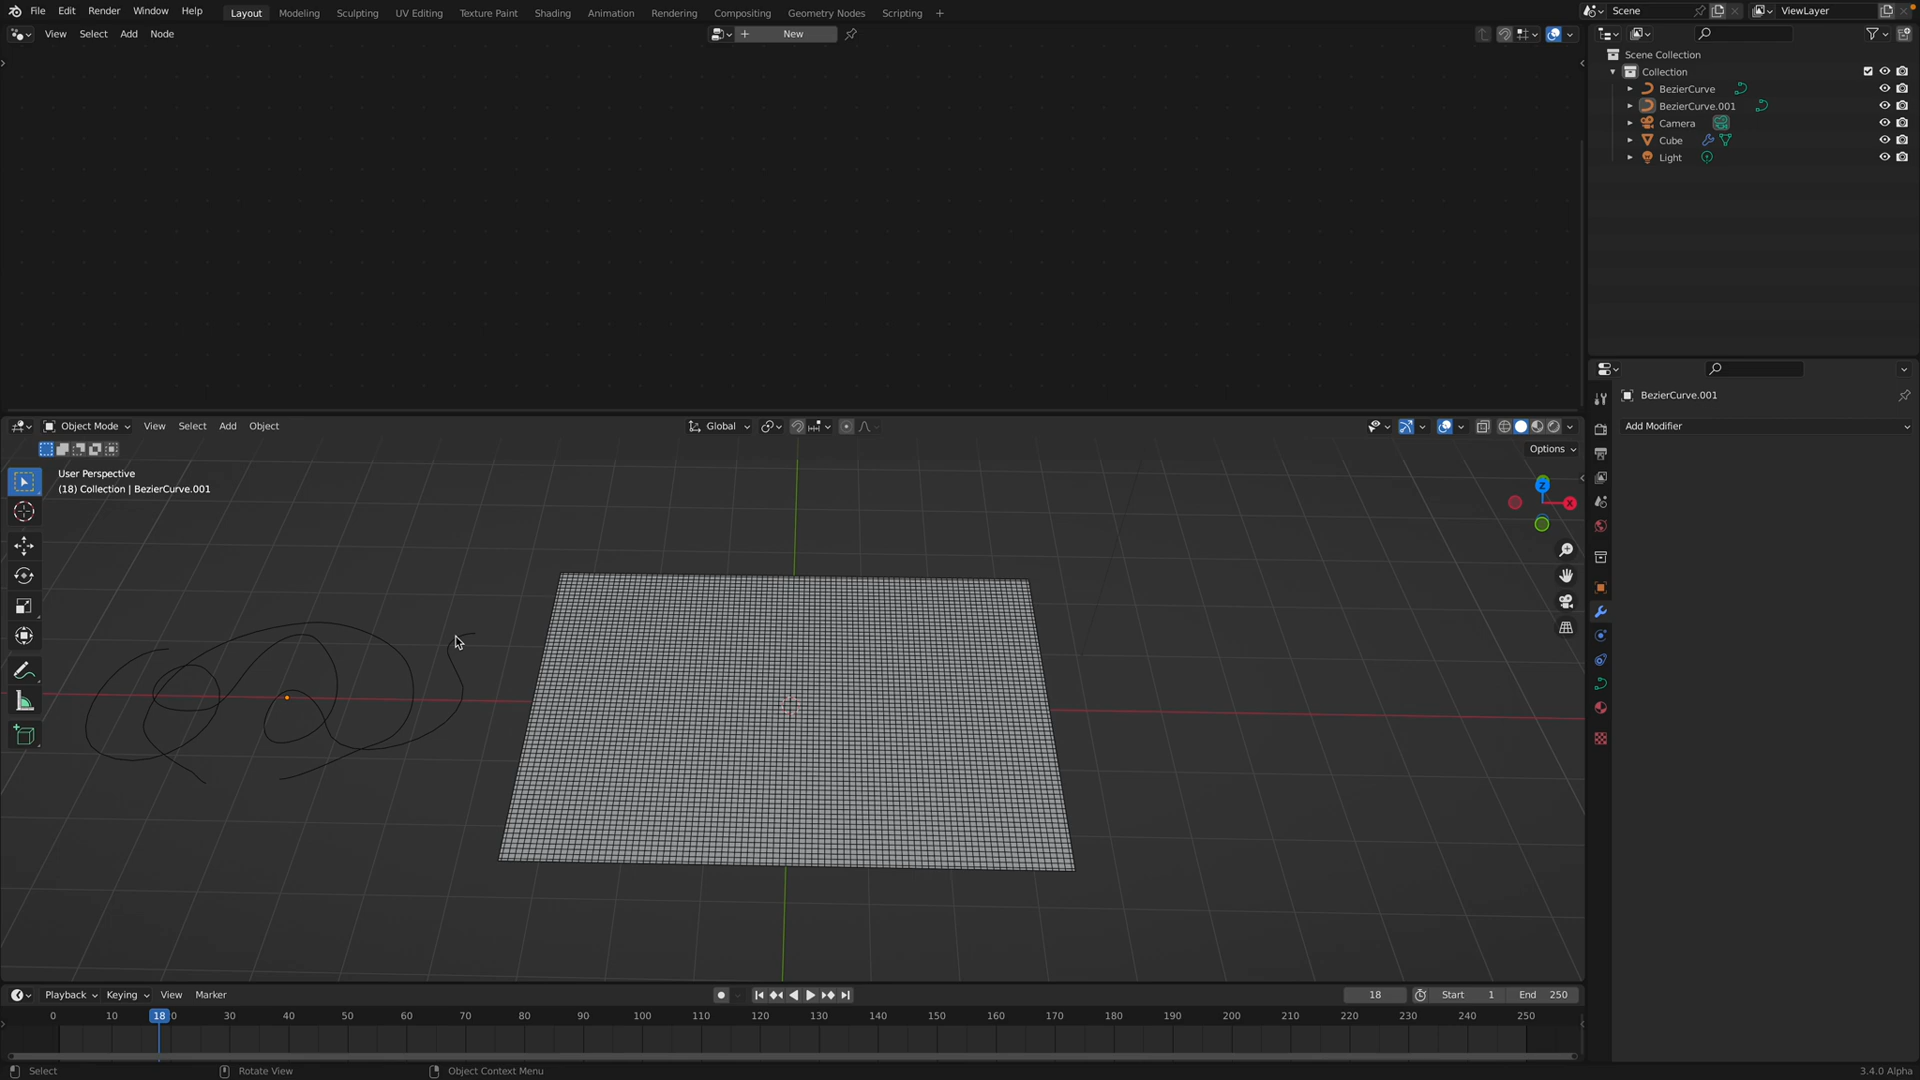 File Edit Render Window Help Layout Modeling Sculpting UV Editing Texture Paint Shading Animation Rendering Compositing Geometry Nodes Scripting + Scene ViewLayer
View Select Add Node + New
Scene Collection
Collection
BezierCurve
BezierCurve.001
Camera
Cube
Light
BezierCurve.001
Add Modifier
Object Mode View Select Add Object Global
Options
User Perspective
(18) Collection | BezierCurve.001
Z
X
Playback Keying View Marker 18 Start 1 End 250
0 10 18 0 30 40 50 60 70 80 90 100 110 120 130 140 150 160 170 180 190 200 210 220 230 240 250
Select Rotate View Object Context Menu 3.4.0 Alpha